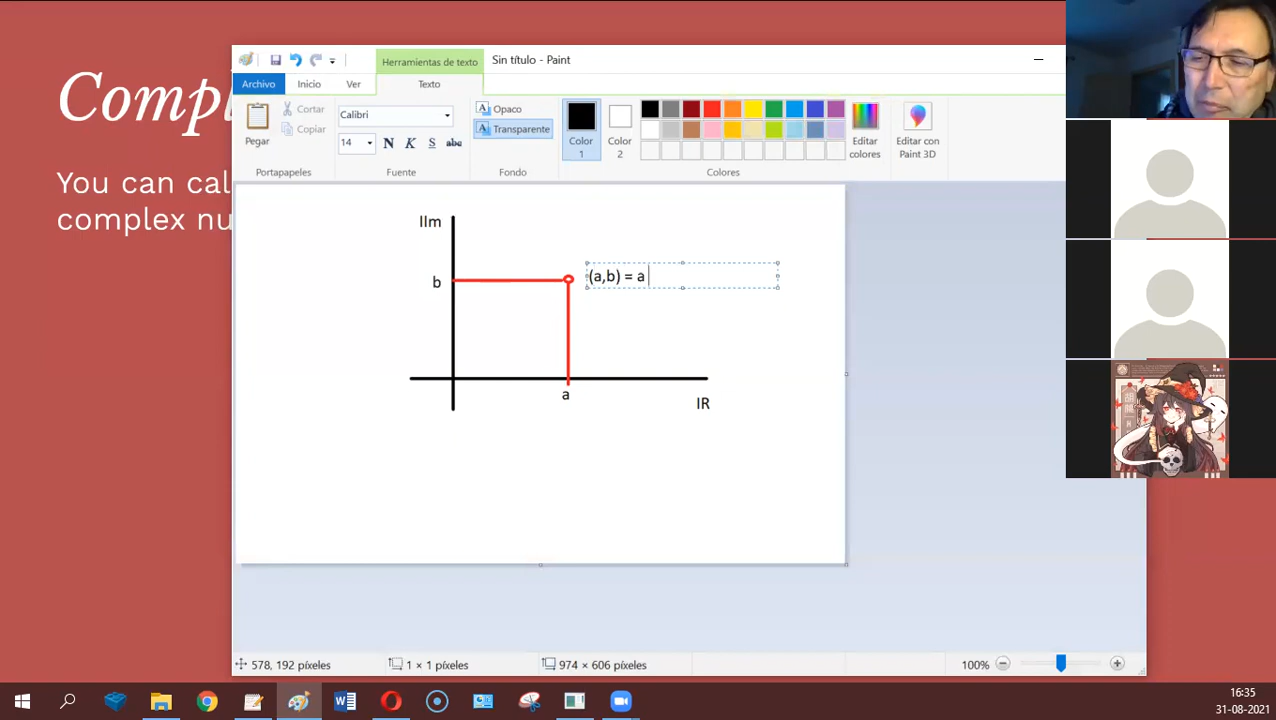 Compl
You can cal
complex nu
Herramientas de texto
Sin título - Paint
Archivo
Inicio
Ver
Texto
Pegar
Cortar
Copiar
Portapapeles
Calibri
14
N K S abc
Fuente
Opaco
Transparente
Fondo
Color 1
Color 2
Editar colores
Editar con Paint 3D
Colores
IIm
b
(a,b) = a
a
IR
578, 192 píxeles
1 × 1 píxeles
974 × 606 píxeles
100%
16:35
31-08-2021